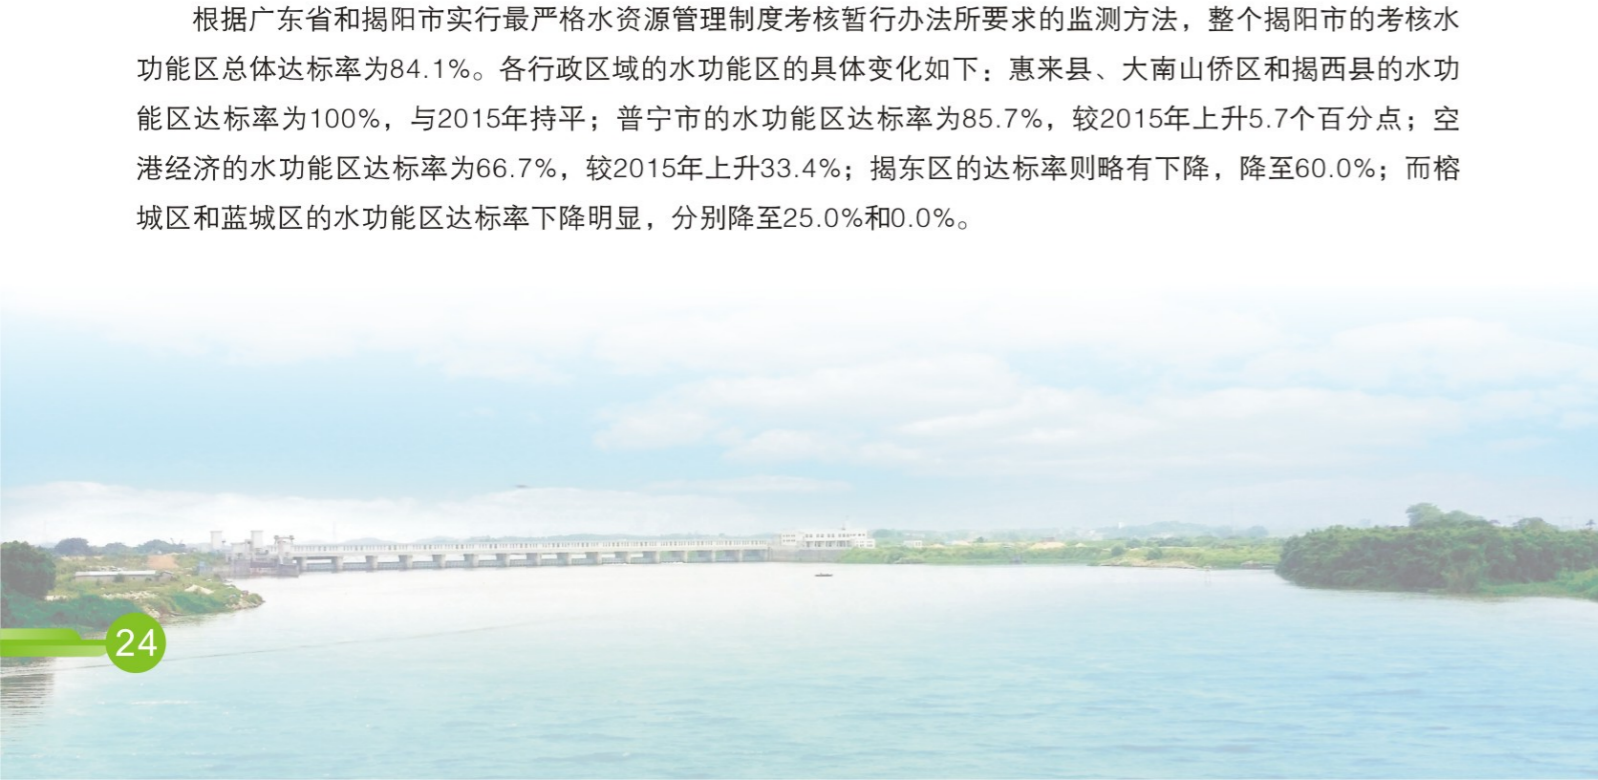 根据广东省和揭阳市实行最严格水资源管理制度考核暂行办法所要求的监测方法，整个揭阳市的考核水
功能区总体达标率为84.1%。各行政区域的水功能区的具体变化如下：惠来县、大南山侨区和揭西县的水功
能区达标率为100%，与2015年持平；普宁市的水功能区达标率为85.7%，较2015年上升5.7个百分点；空
港经济的水功能区达标率为66.7%，较2015年上升33.4%；揭东区的达标率则略有下降，降至60.0%；而榕
城区和蓝城区的水功能区达标率下降明显，分别降至25.0%和0.0%。
24